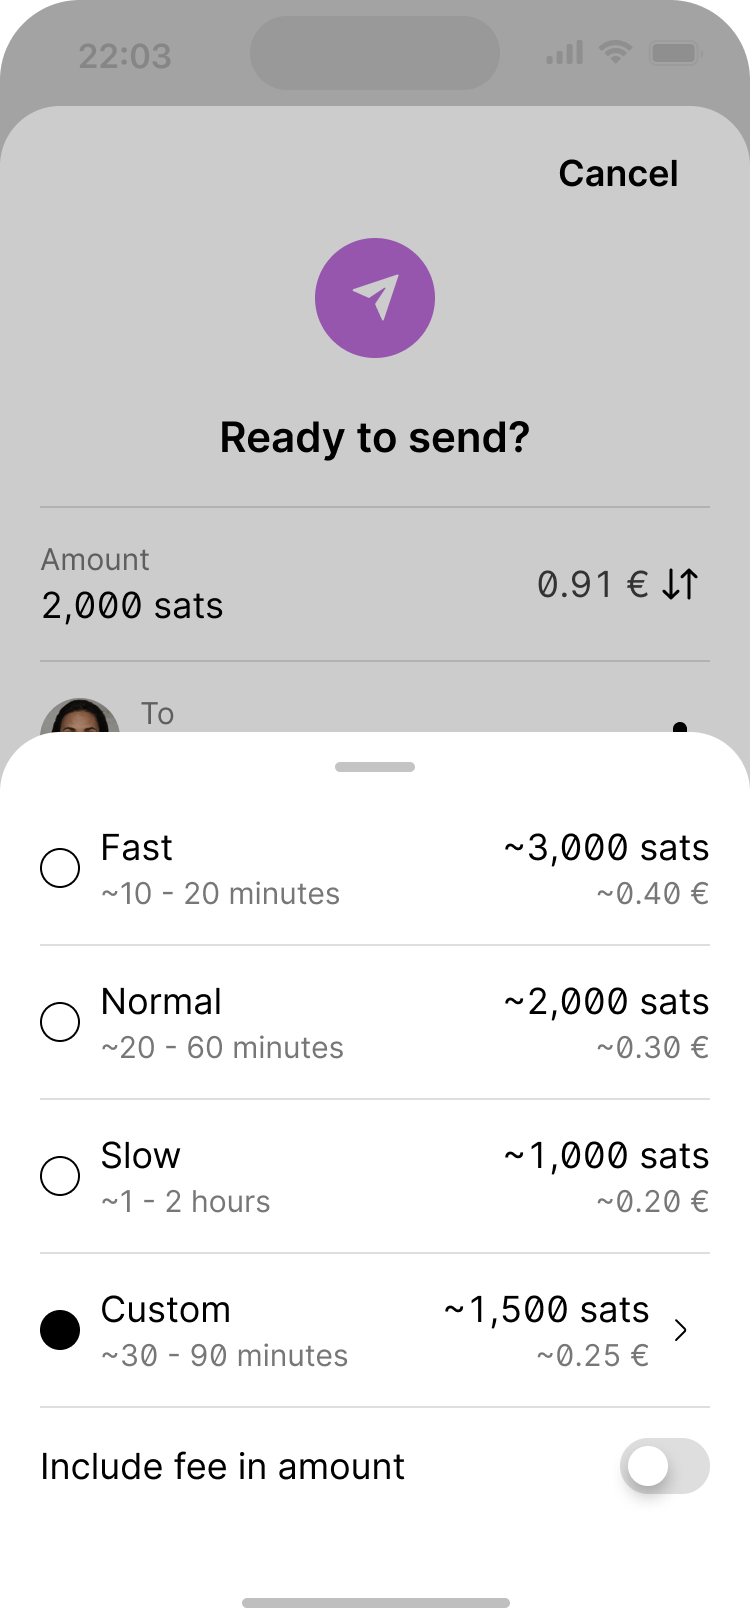 22:03
Cancel
Ready to send?
Amount
2,000 sats
0.91 €
To
Fast
~3,000 sats
~10 - 20 minutes
~0.40 €
Normal
~2,000 sats
~20 - 60 minutes
~0.30 €
Slow
~1,000 sats
~1 - 2 hours
~0.20 €
Custom
~1,500 sats
~30 - 90 minutes
~0.25 €
Include fee in amount